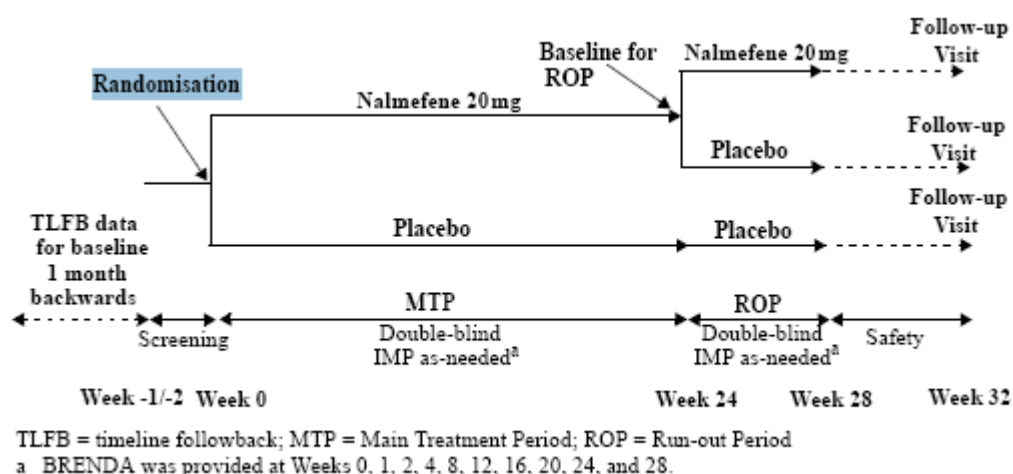 Follow-up
Visit
Nalmefene 20mg
Baseline for
ROP
Randomisation
Nalmefene 20mg
Follow-up
Visit
Placebo
Follow-up
Visit
TLFB data
for baseline
1 month
backwards
Placebo
Placebo
MTP
ROP
Screening
Double-blind
IMP as-neededa
Double-blind
IMP as-neededa
Safety
Week -1/-2 Week 0 Week 24 Week 28 Week 32
TLFB = timeline followback; MTP = Main Treatment Period; ROP = Run-out Period
a BRENDA was provided at Weeks 0, 1, 2, 4, 8, 12, 16, 20, 24, and 28.